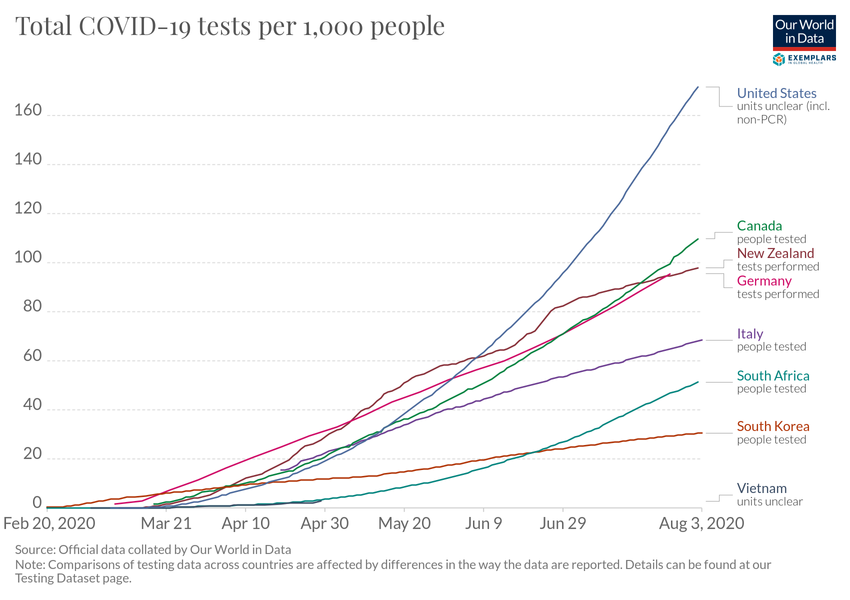 Total COVID-19 tests per 1,000 people
Our World
in Data
EXEMPLARS
IN GLOBAL HEALTH
160
140
120
100
80
60
40
20
0
United States
units unclear (incl.
non-PCR)
Canada
people tested
New Zealand
tests performed
Germany
tests performed
Italy
people tested
South Africa
people tested
South Korea
people tested
Vietnam
units unclear
Feb 20, 2020
Mar 21
Apr 10
Apr 30
May 20
Jun 9
Jun 29
Aug 3, 2020
Source: Official data collated by Our World in Data
Note: Comparisons of testing data across countries are affected by differences in the way the data are reported. Details can be found at our
Testing Dataset page.